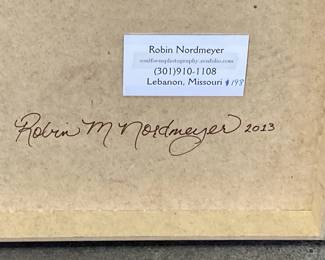 Robin Nordmeyer
(301)910-1108
Lebanon, Missouri $198
Robin M Nordmeyer 2013